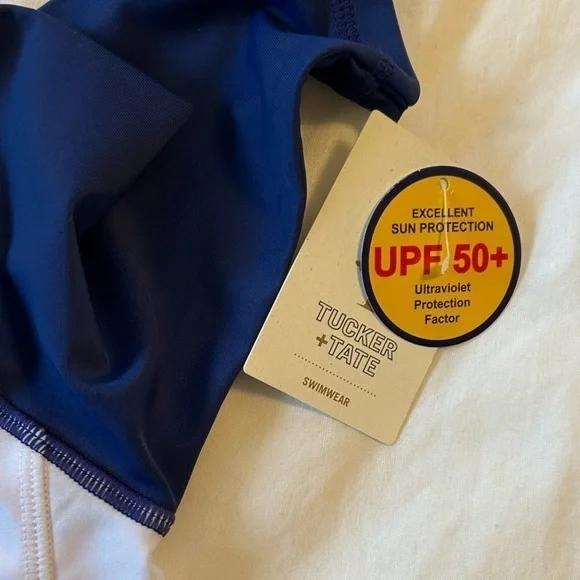 EXCELLENT
SUN PROTECTION
UPF 50+
Ultraviolet
Protection
Factor
TUCKER
+TATE
SWIMWEAR